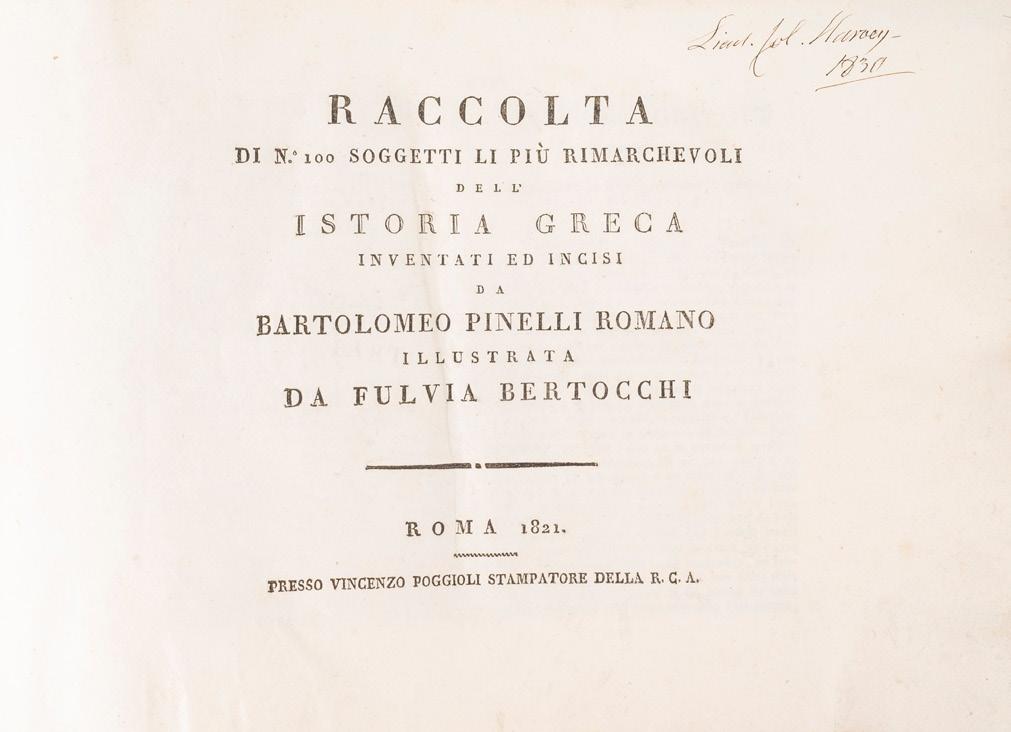 Lieut. Col. Harvey
1830
RACCOLTA
DI N.º 100 SOGGETTI LI PIÙ RIMARCHEVOLI
DELL'
ISTORIA GRECA
INVENTATI ED INCISI
DA
BARTOLOMEO PINELLI ROMANO
ILLUSTRATA
DA FULVIA BERTOCCHI
ROMA 1821.
PRESSO VINCENZO POGGIOLI STAMPATORE DELLA R. C. A.